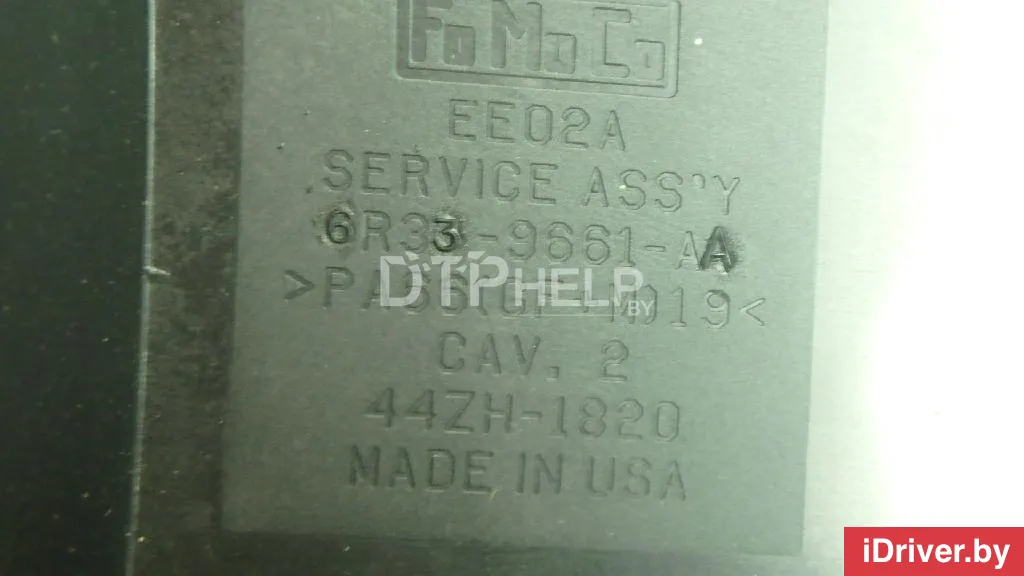 FoMoCo
EE02A
SERVICE ASS'Y
6R33-9661-AA
DTPHELP.BY
CAV. 2
44ZH-1820
MADE IN USA
iDriver.by